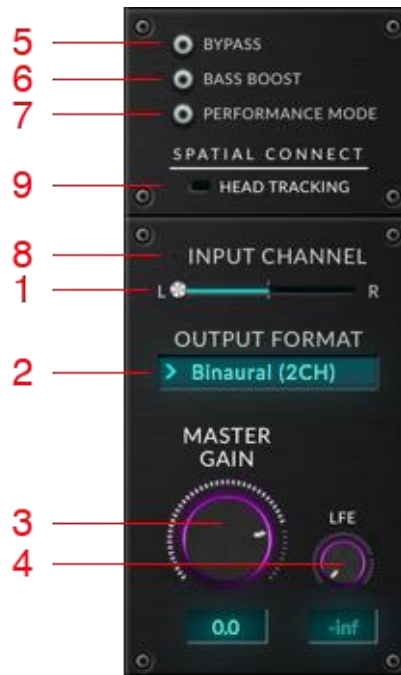 5 BYPASS
6 BASS BOOST
7 PERFORMANCE MODE
SPATIAL CONNECT
9 HEAD TRACKING
8 INPUT CHANNEL
1 L R
OUTPUT FORMAT
2 > Binaural (2CH)
MASTER
GAIN
3
LFE
4
0.0 -inf